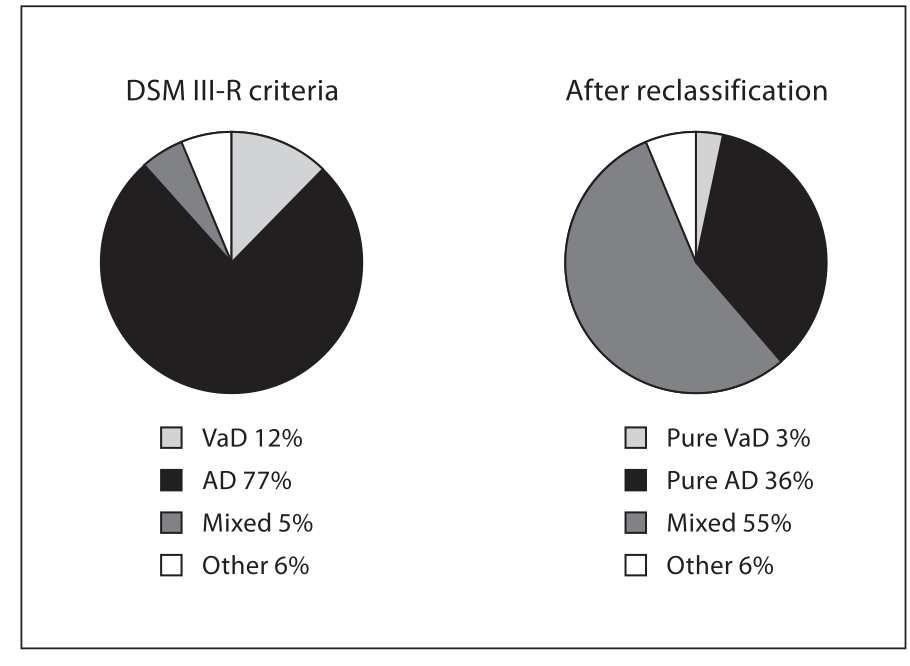 DSM III-R criteria
VaD 12%
AD 77%
Mixed 5%
Other 6%
After reclassification
Pure VaD 3%
Pure AD 36%
Mixed 55%
Other 6%